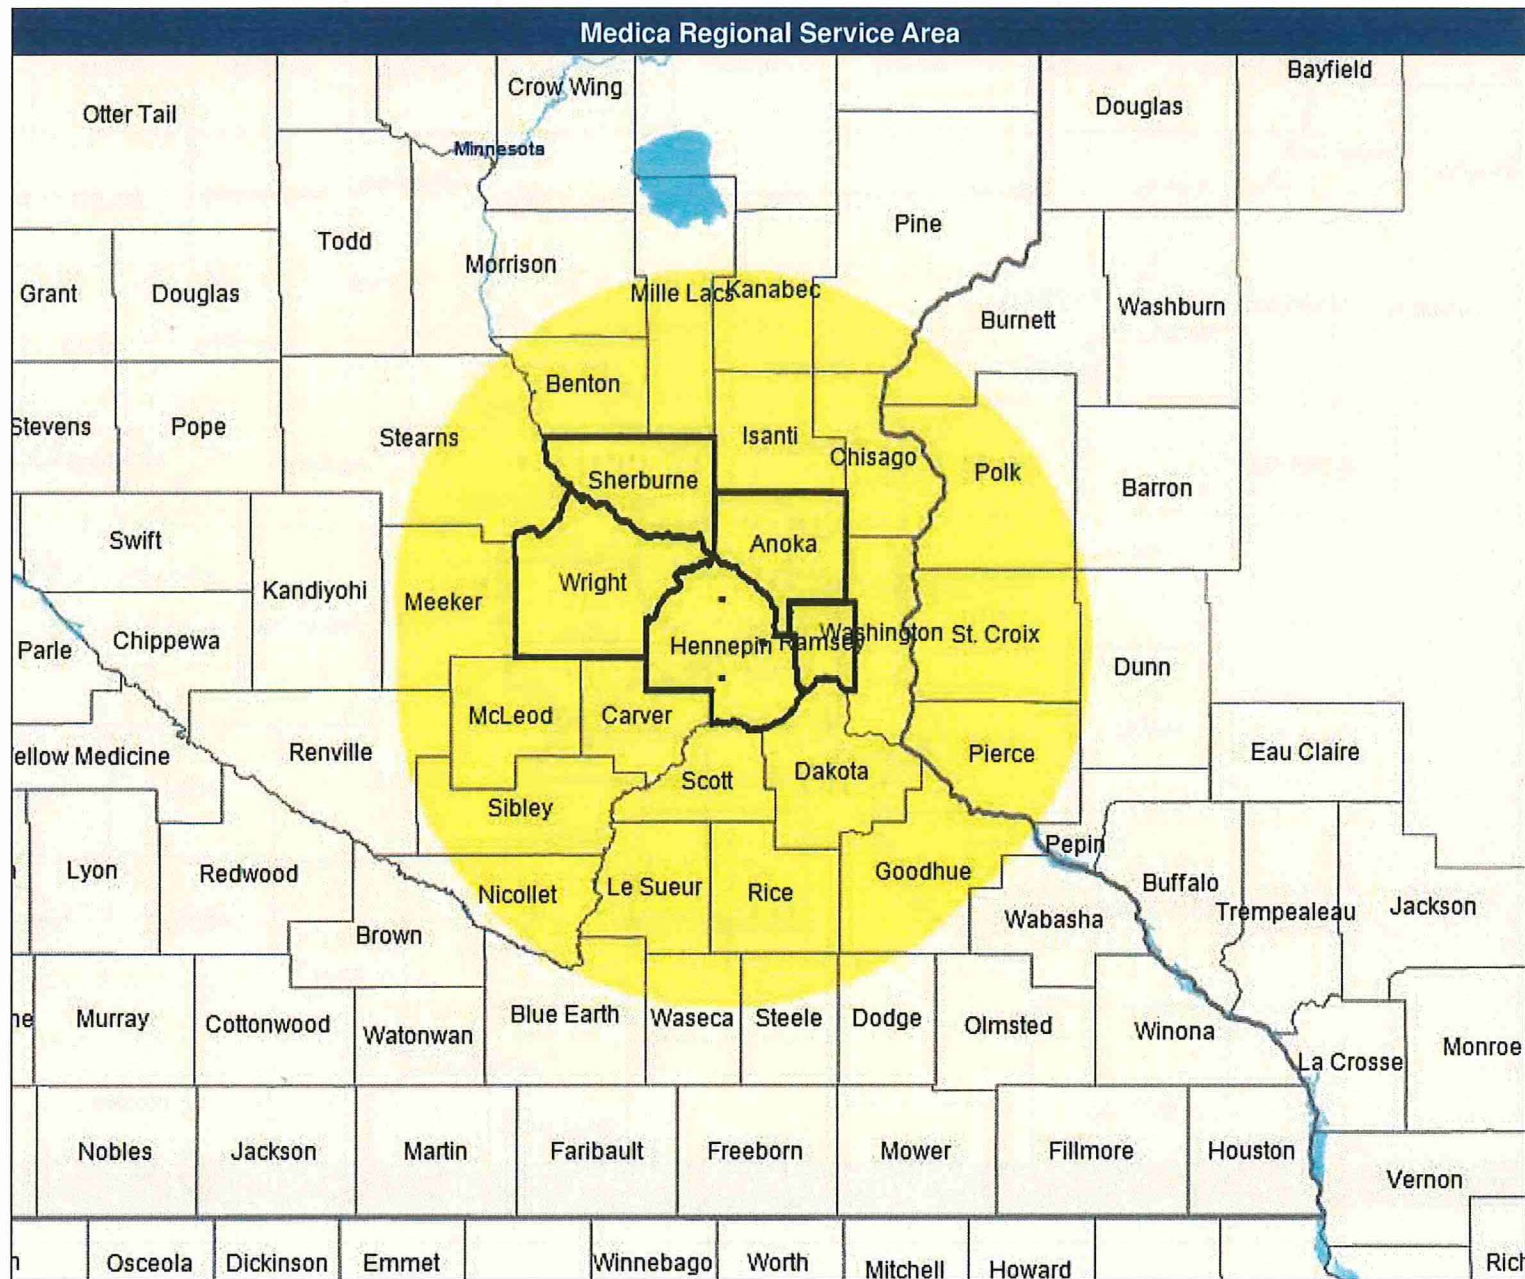 Medica Regional Service Area
Bayfield
Crow Wing
Douglas
Otter Tail
Minnesota
Pine
Todd
Morrison
Grant
Douglas
Mille Lacs
Kanabec
Washburn
Burnett
Benton
Stevens
Pope
Stearns
Isanti
Chisago
Polk
Sherburne
Barron
Swift
Anoka
Wright
Kandiyohi
Meeker
Chippewa
Parle
Hennepin
Ramsey
Washington
St. Croix
Dunn
McLeod
Carver
Renville
ellow Medicine
Pierce
Eau Claire
Scott
Dakota
Sibley
Pepin
Lyon
Redwood
Goodhue
Buffalo
Nicollet
Le Sueur
Rice
Wabasha
Trempealeau
Jackson
Brown
ne
Murray
Cottonwood
Watonwan
Blue Earth
Waseca
Steele
Dodge
Olmsted
Winona
La Crosse
Monroe
Nobles
Jackson
Martin
Faribault
Freeborn
Mower
Fillmore
Houston
Vernon
Osceola
Dickinson
Emmet
Winnebago
Worth
Mitchell
Howard
Rich